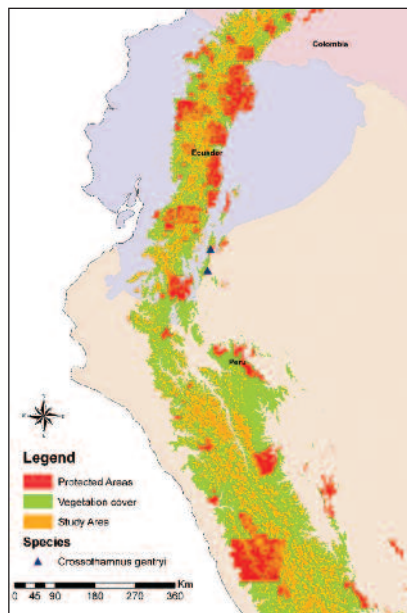 Colombia
Ecuador
Peru
Legend
Protected Areas
Vegetation cover
Study Area
Species
Crossothamnus gentryi
0 45 90 180 270 360
Km